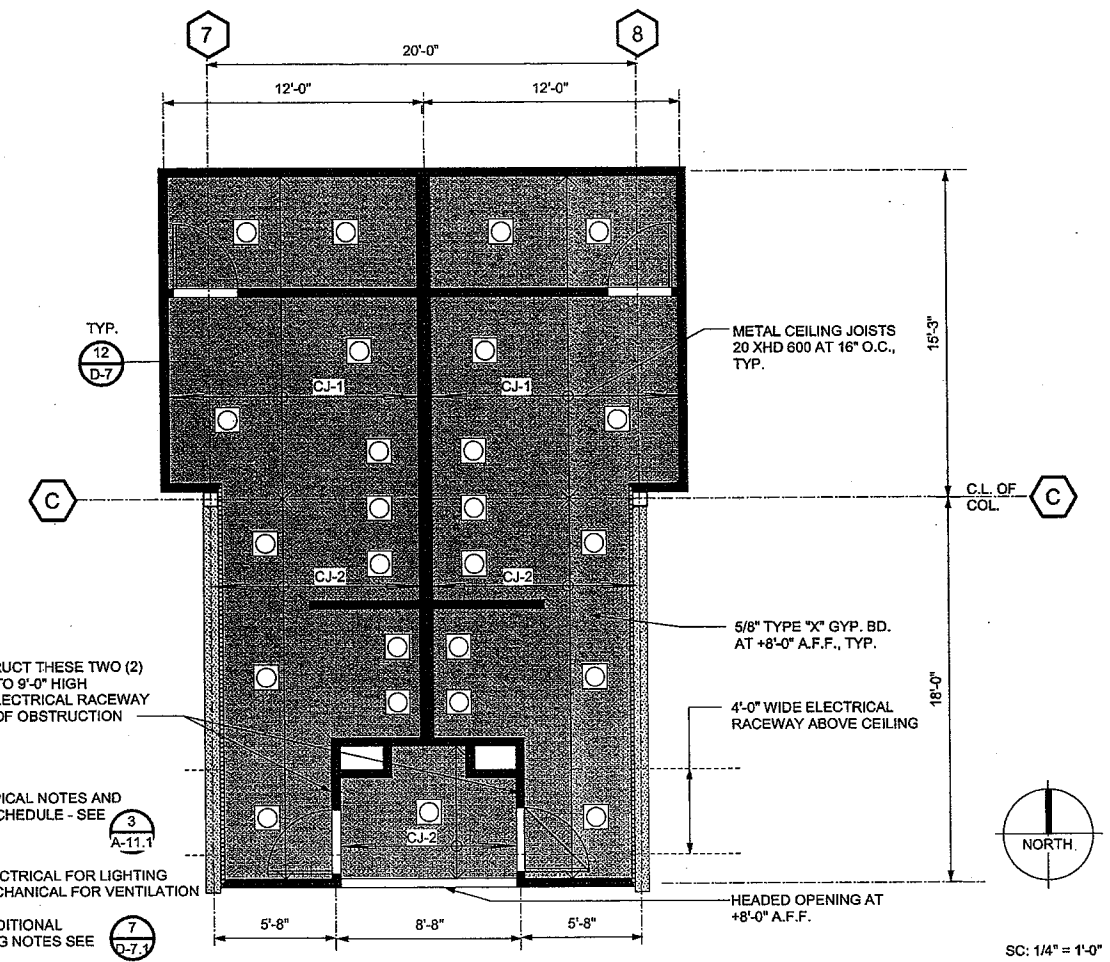 7
8
20'-0"
12'-0"
12'-0"
TYP.
12
D-7
METAL CEILING JOISTS
20 XHD 600 AT 16" O.C.,
TYP.
15'-3"
CJ-1
CJ-1
C
C.L. OF
COL.
C
CJ-2
CJ-2
5/8" TYPE "X" GYP. BD.
AT +8'-0" A.F.F., TYP.
18'-0"
RUCT THESE TWO (2)
TO 9'-0" HIGH
LECTRICAL RACEWAY
OF OBSTRUCTION
4'-0" WIDE ELECTRICAL
RACEWAY ABOVE CEILING
PICAL NOTES AND
CHEDULE - SEE
3
A-11.1
CJ-2
NORTH
ECTRICAL FOR LIGHTING
CHANICAL FOR VENTILATION
HEADED OPENING AT
+8'-0" A.F.F.
DITIONAL
G NOTES SEE
7
D-7.1
5'-8"
8'-8"
5'-8"
SC: 1/4" = 1'-0"